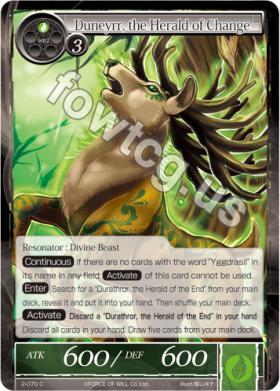 Duneyrr, the Herald of Change
3
fowtcg.us
Resonator : Divine Beast
Continuous If there are no cards with the word "Yggdrasil" in
its name in any field, Activate of this card cannot be used.
Enter Search for a "Durathror, the Herald of the End" from your main
deck, reveal it and put it into your hand. Then shuffle your main deck.
Activate Discard a "Durathror, the Herald of the End" in your hand:
Discard all cards in your hand. Draw five cards from your main deck.
ATK 600 / DEF 600
2-070 C ©FORCE OF WILL Co.,Ltd.